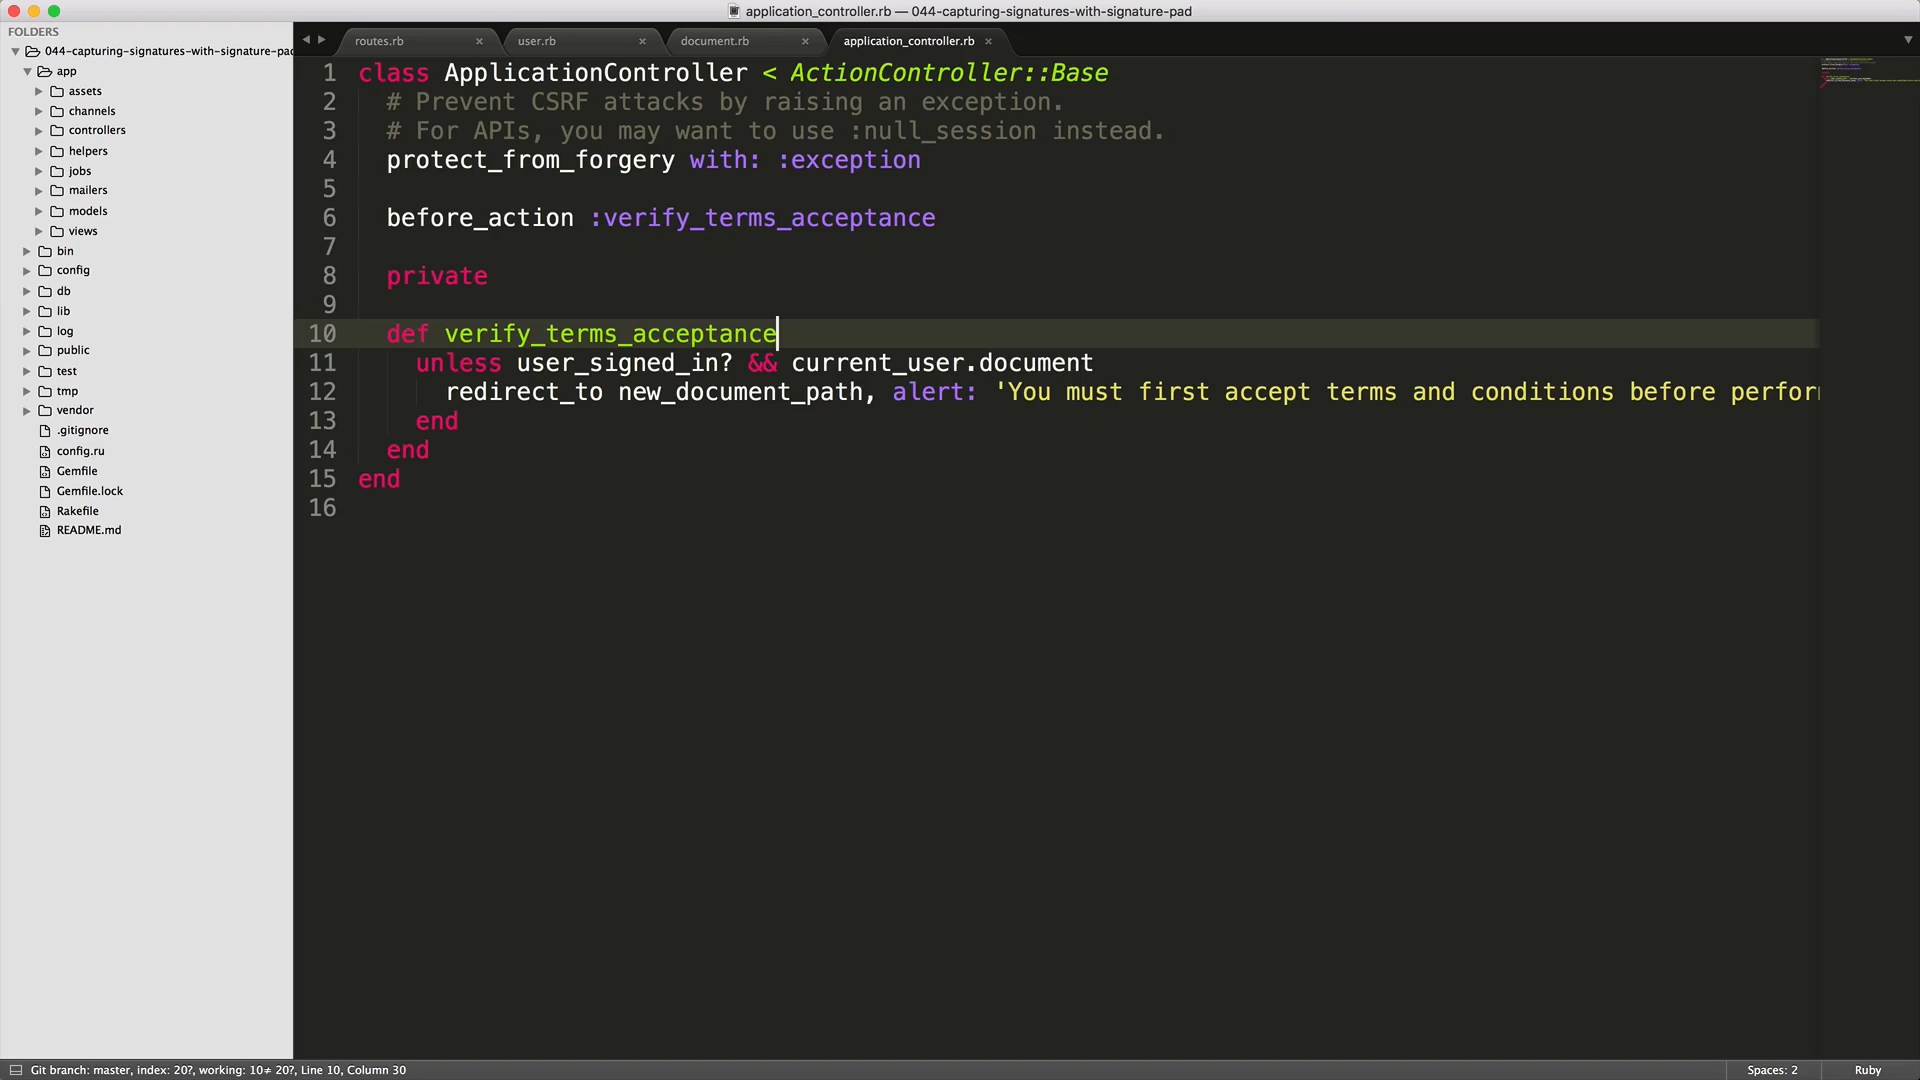 application_controller.rb — 044-capturing-signatures-with-signature-pad
FOLDERS
044-capturing-signatures-with-signature-pad
app
assets
channels
controllers
helpers
jobs
mailers
models
views
bin
config
db
lib
log
public
test
tmp
vendor
.gitignore
config.ru
Gemfile
Gemfile.lock
Rakefile
README.md
routes.rb
user.rb
document.rb
application_controller.rb
1 class ApplicationController < ActionController::Base
2 # Prevent CSRF attacks by raising an exception.
3 # For APIs, you may want to use :null_session instead.
4 protect_from_forgery with: :exception
5
6 before_action :verify_terms_acceptance
7
8 private
9
10 def verify_terms_acceptance
11 unless user_signed_in? && current_user.document
12 redirect_to new_document_path, alert: 'You must first accept terms and conditions before perfor
13 end
14 end
15 end
16
Git branch: master, index: 20?, working: 10≠ 20?, Line 10, Column 30
Spaces: 2
Ruby